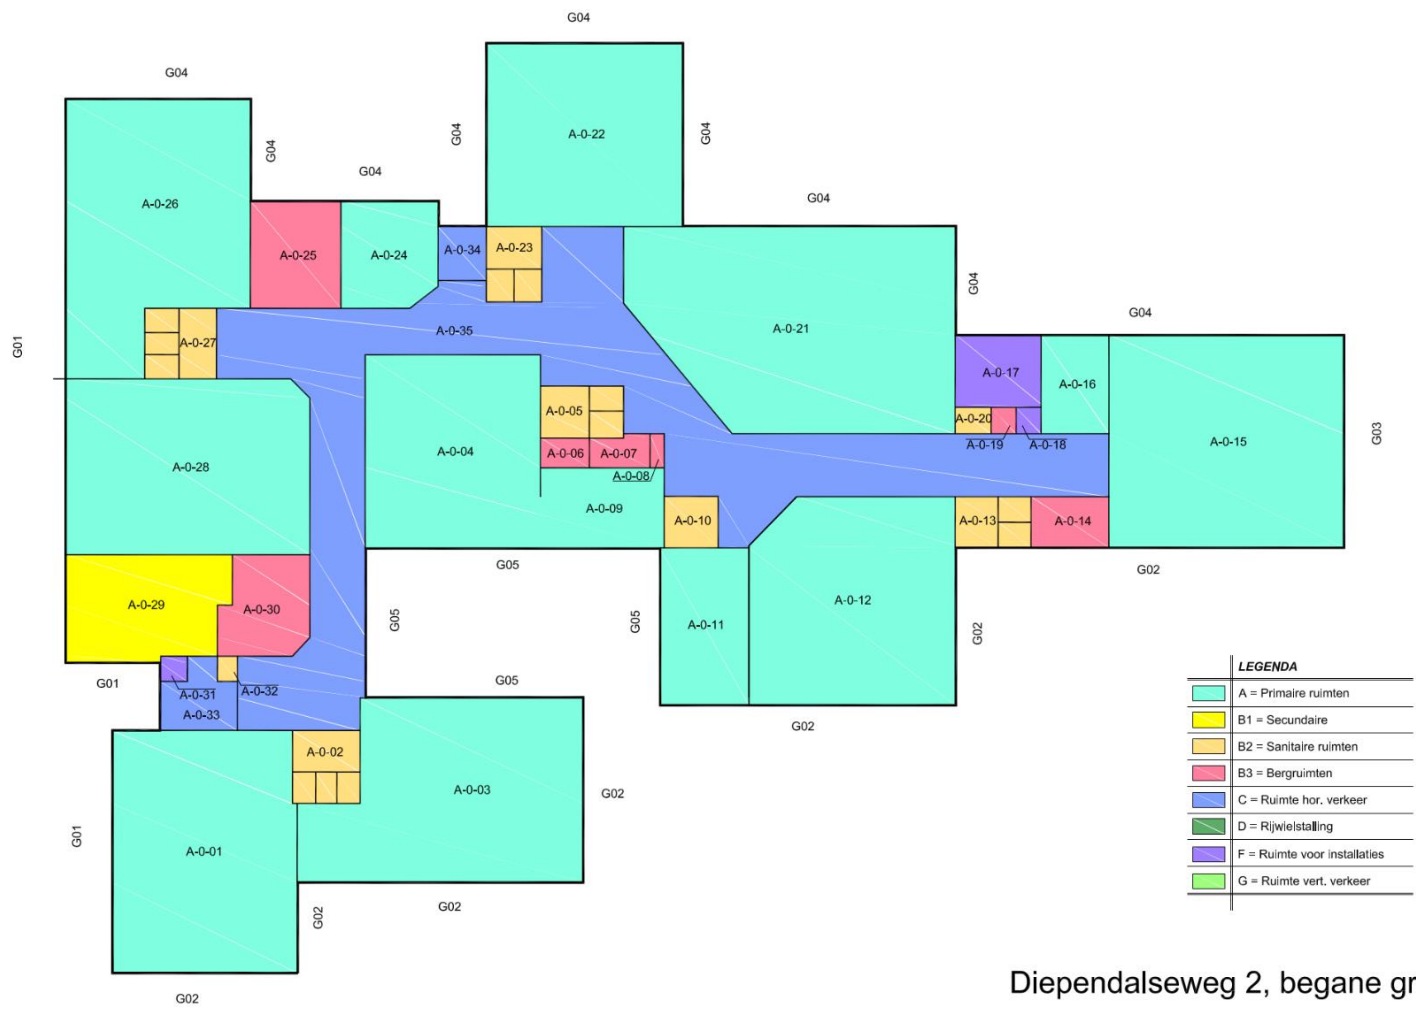 G04
G04
G04
G04
G04
A-0-22
G04
G04
A-0-26
G04
A-0-25
A-0-24
A-0-34
A-0-23
G04
G04
G01
A-0-27
A-0-35
A-0-21
A-0-17
A-0-16
A-0-05
A-0-20
A-0-19
A-0-18
A-0-15
G03
A-0-28
A-0-04
A-0-06
A-0-07
A-0-08
A-0-09
A-0-10
A-0-13
A-0-14
G05
G02
A-0-29
A-0-30
G05
G05
A-0-11
A-0-12
G02
G01
A-0-31
A-0-32
A-0-33
G05
G02
A-0-02
A-0-03
G02
G01
A-0-01
G02
G02
G02
LEGENDA
A = Primaire ruimten
B1 = Secundaire
B2 = Sanitaire ruimten
B3 = Bergruimten
C = Ruimte hor. verkeer
D = Rijwielstalling
F = Ruimte voor installaties
G = Ruimte vert. verkeer
Diependalseweg 2, begane gr